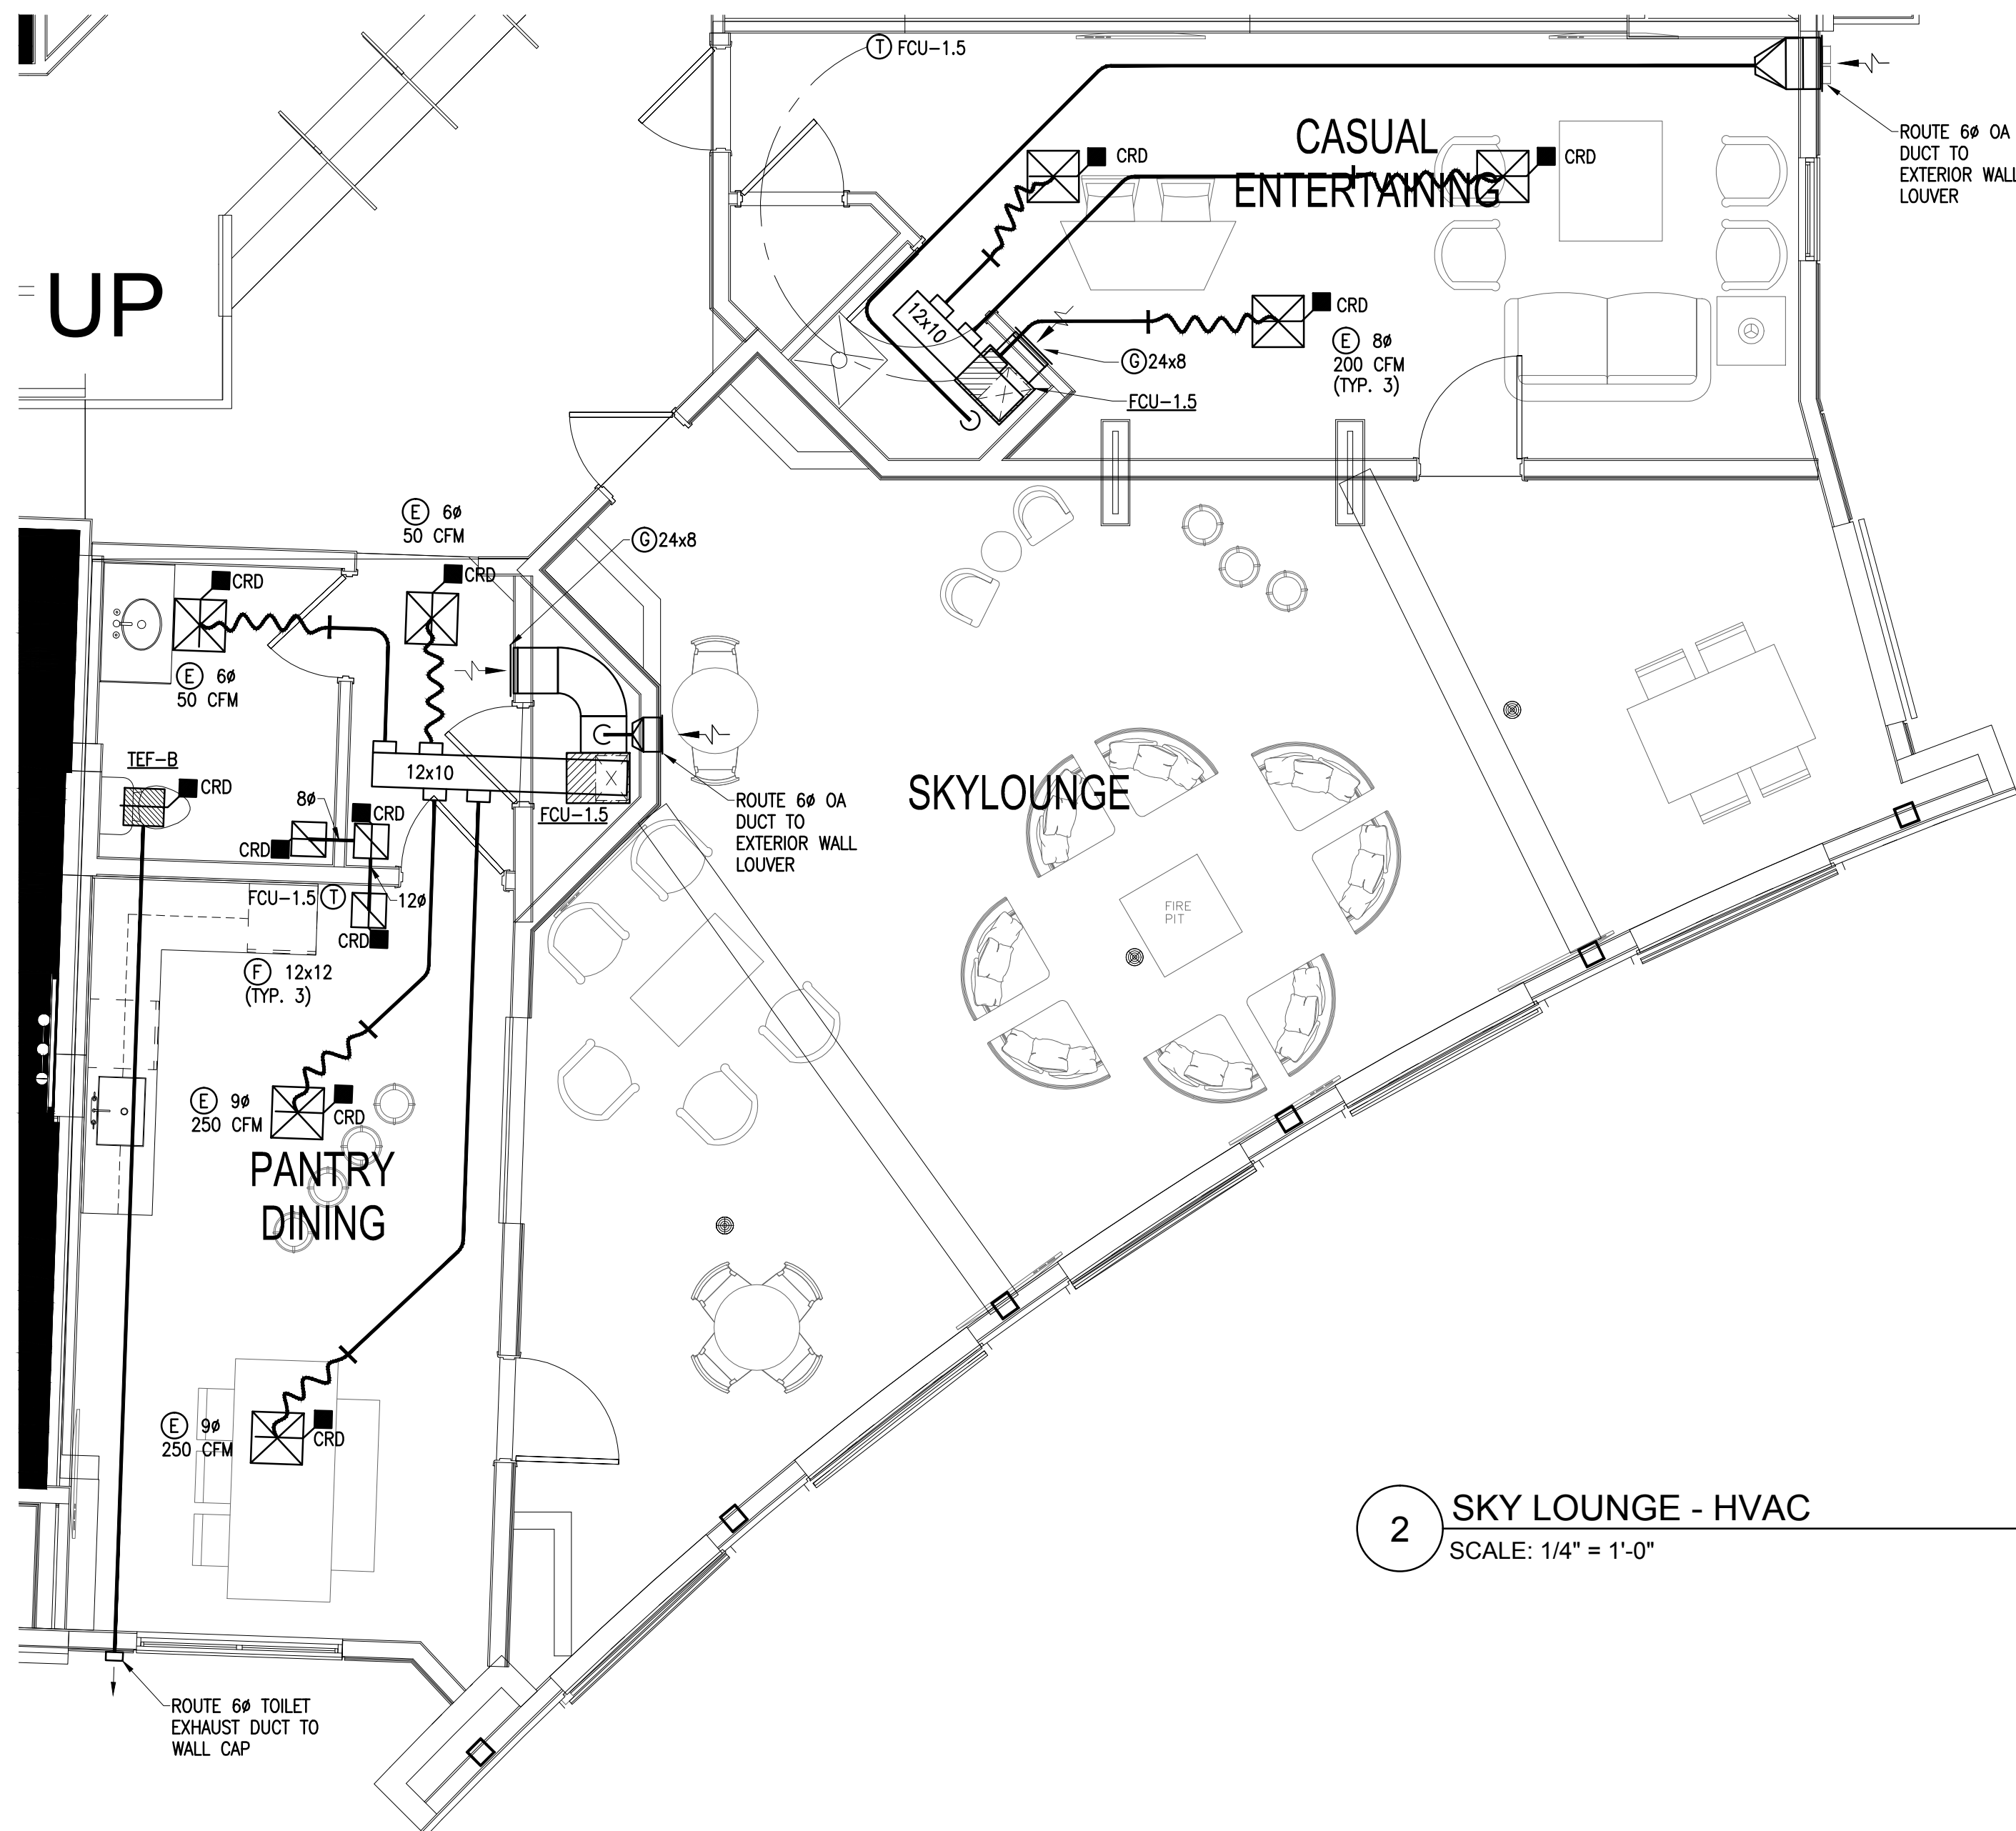 T FCU-1.5
CASUAL
ENTERTAINING
CRD
CRD
ROUTE 6ø OA
DUCT TO
EXTERIOR WALL
LOUVER
UP
12x10
CRD
E 8ø
200 CFM
(TYP. 3)
G 24x8
FCU-1.5
E 6ø
50 CFM
G 24x8
CRD
CRD
E 6ø
50 CFM
TEF-B
CRD
12x10
8ø
CRD
CRD
FCU-1.5
ROUTE 6ø OA
DUCT TO
EXTERIOR WALL
LOUVER
SKYLOUNGE
FCU-1.5 T
12ø
CRD
FIRE
PIT
F 12x12
(TYP. 3)
E 9ø
250 CFM
CRD
PANTRY
DINING
E 9ø
250 CFM
CRD
2
SKY LOUNGE - HVAC
SCALE: 1/4" = 1'-0"
ROUTE 6ø TOILET
EXHAUST DUCT TO
WALL CAP